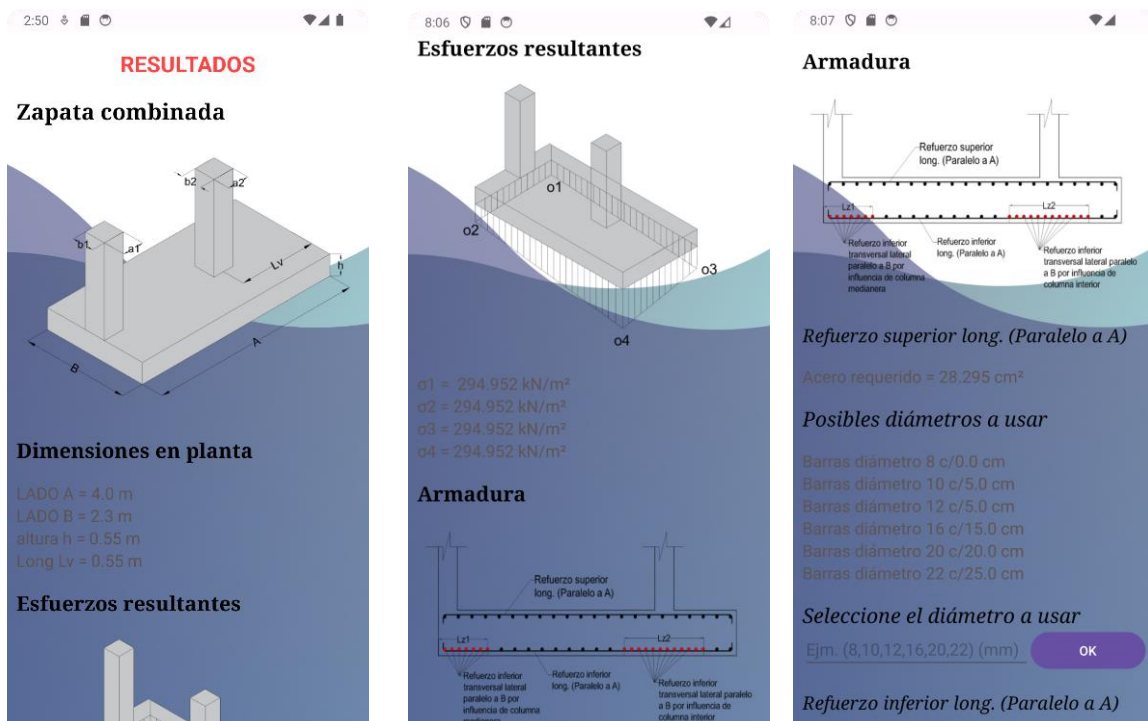 2:50
RESULTADOS
Zapata combinada
b2
a2
b1
a1
Lv
h
A
B
Dimensiones en planta
LADO A = 4.0 m
LADO B = 2.3 m
altura h = 0.55 m
Long Lv = 0.55 m
Esfuerzos resultantes
8:06
Esfuerzos resultantes
o1
o2
o3
o4
σ1 = 294.952 kN/m²
σ2 = 294.952 kN/m²
σ3 = 294.952 kN/m²
σ4 = 294.952 kN/m²
Armadura
Refuerzo superior
long. (Paralelo a A)
Lz1
Lz2
Refuerzo inferior
transversal lateral
paralelo a B por
influencia de columna
medianera
Refuerzo inferior
long. (Paralelo a A)
Refuerzo inferior
transversal lateral paralelo
a B por influencia de
columna interior
8:07
Armadura
Refuerzo superior
long. (Paralelo a A)
Lz1
Lz2
Refuerzo inferior
transversal lateral
paralelo a B por
influencia de columna
medianera
Refuerzo inferior
long. (Paralelo a A)
Refuerzo inferior
transversal lateral paralelo
a B por influencia de
columna interior
Refuerzo superior long. (Paralelo a A)
Acero requerido = 28.295 cm²
Posibles diámetros a usar
Barras diámetro 8 c/0.0 cm
Barras diámetro 10 c/5.0 cm
Barras diámetro 12 c/5.0 cm
Barras diámetro 16 c/15.0 cm
Barras diámetro 20 c/20.0 cm
Barras diámetro 22 c/25.0 cm
Seleccione el diámetro a usar
Ejm. (8,10,12,16,20,22) (mm)
OK
Refuerzo inferior long. (Paralelo a A)